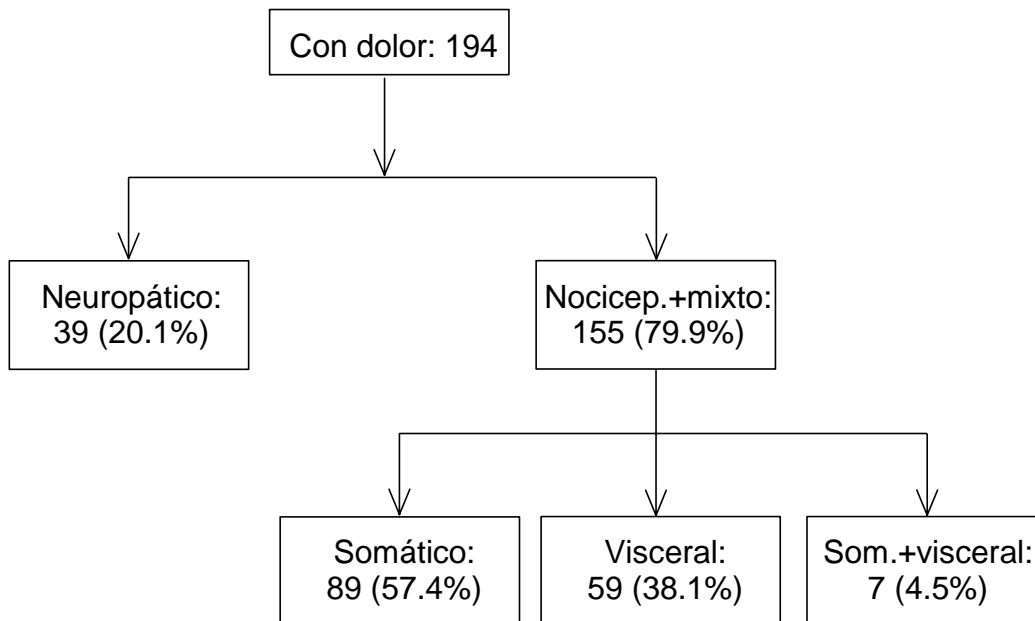 Con dolor: 194
Neuropático:
39 (20.1%)
Nocicep.+mixto:
155 (79.9%)
Somático:
89 (57.4%)
Visceral:
59 (38.1%)
Som.+visceral:
7 (4.5%)